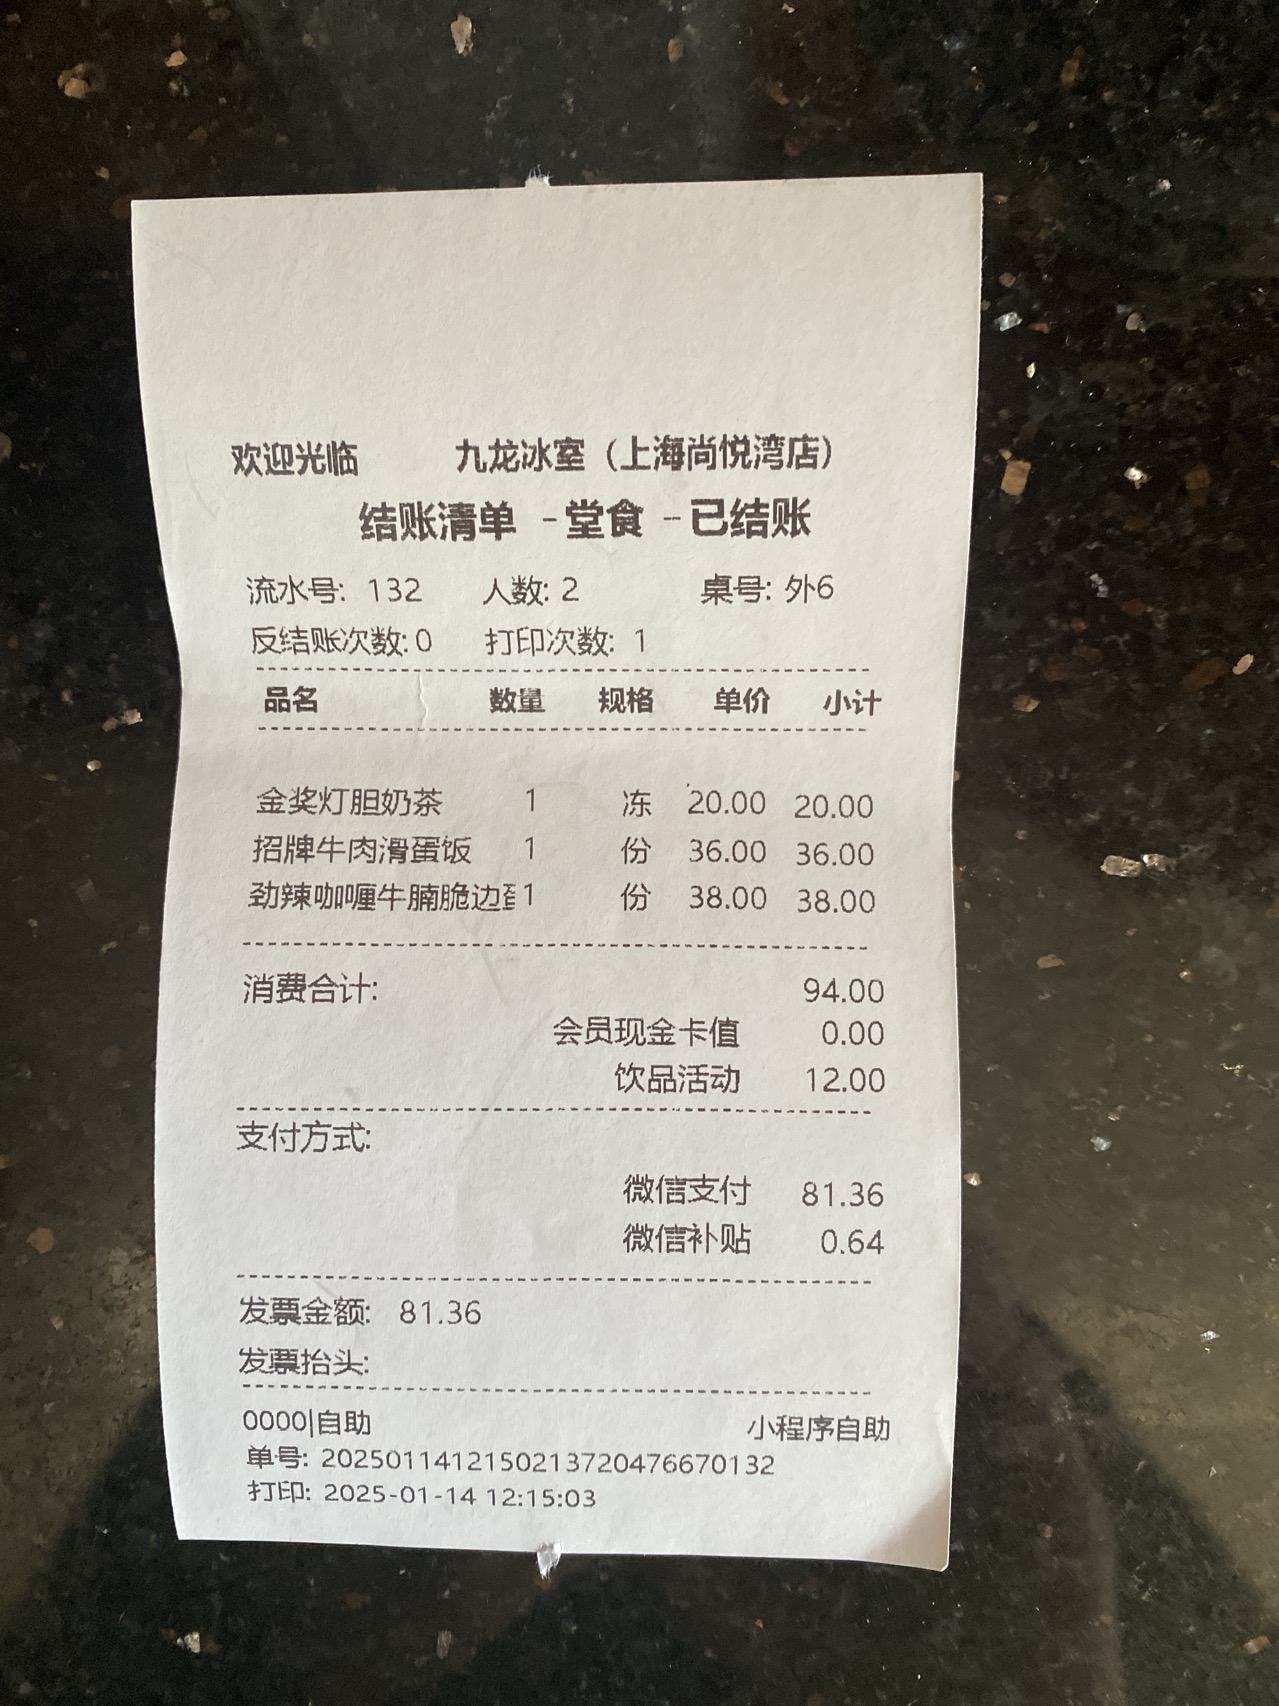 欢迎光临 九龙冰室（上海尚悦湾店）
结账清单 -堂食 -已结账
流水号: 132 人数: 2 桌号: 外6
反结账次数: 0 打印次数: 1
品名 数量 规格 单价 小计
金奖灯胆奶茶 1 冻 20.00 20.00
招牌牛肉滑蛋饭 1 份 36.00 36.00
劲辣咖喱牛腩脆边 1 份 38.00 38.00
消费合计: 94.00
会员现金卡值 0.00
饮品活动 12.00
支付方式:
微信支付 81.36
微信补贴 0.64
发票金额: 81.36
发票抬头:
0000|自助 小程序自助
单号: 20250114121502137204766​70132
打印: 2025-01-14 12:15:03